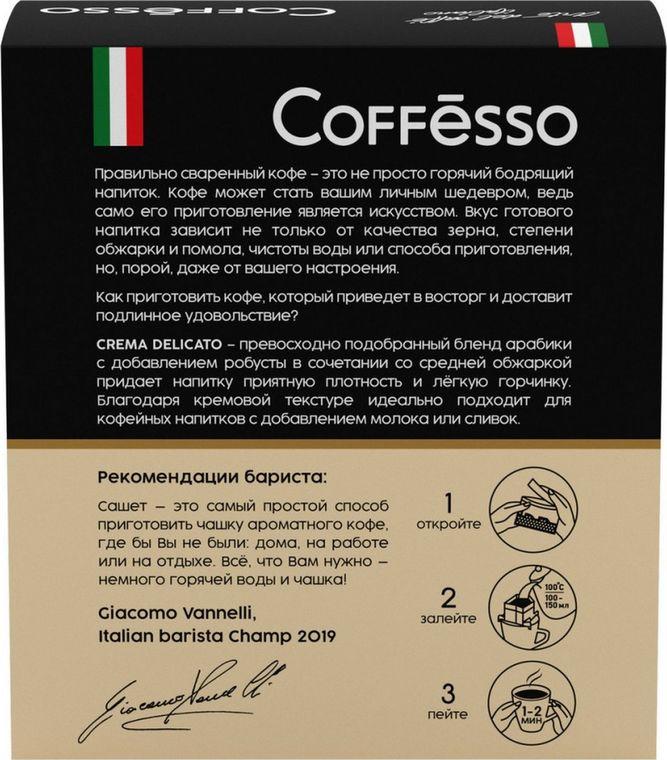 Coffēsso
Arte del caffè
italiano
Coffēsso
Правильно сваренный кофе – это не просто горячий бодрящий
напиток. Кофе может стать вашим личным шедевром, ведь
само его приготовление является искусством. Вкус готового
напитка зависит не только от качества зерна, степени
обжарки и помола, чистоты воды или способа приготовления,
но, порой, даже от вашего настроения.
Как приготовить кофе, который приведет в восторг и доставит
подлинное удовольствие?
CREMA DELICATO – превосходно подобранный бленд арабики
с добавлением робусты в сочетании со средней обжаркой
придает напитку приятную плотность и лёгкую горчинку.
Благодаря кремовой текстуре идеально подходит для
кофейных напитков с добавлением молока или сливок.
Рекомендации бариста:
Сашет – это самый простой способ
приготовить чашку ароматного кофе,
где бы Вы не были: дома, на работе
или на отдыхе. Всё, что Вам нужно –
немного горячей воды и чашка!
Giacomo Vannelli,
Italian barista Champ 2019
1
откройте
2
залейте
100°C
100-
150 мл
3
пейте
1-2
МИН